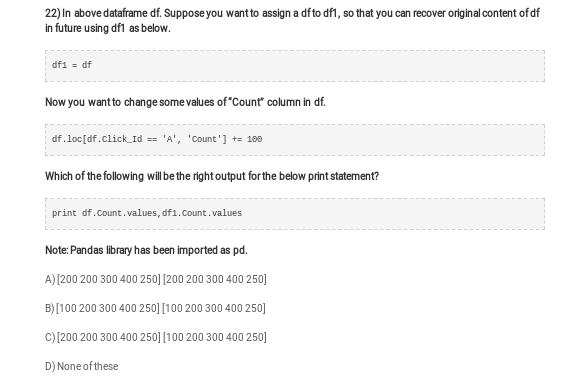 22) In above dataframe df. Suppose you want to assign a df to df1, so that you can recover original content of df
in future using df1 as below.
df1 = df
Now you want to change some values of “Count” column in df.
df.loc[df.Click_Id == 'A', 'Count'] += 100
Which of the following will be the right output for the below print statement?
print df.Count.values,df1.Count.values
Note: Pandas library has been imported as pd.
A) [200 200 300 400 250] [200 200 300 400 250]
B) [100 200 300 400 250] [100 200 300 400 250]
C) [200 200 300 400 250] [100 200 300 400 250]
D) None of these